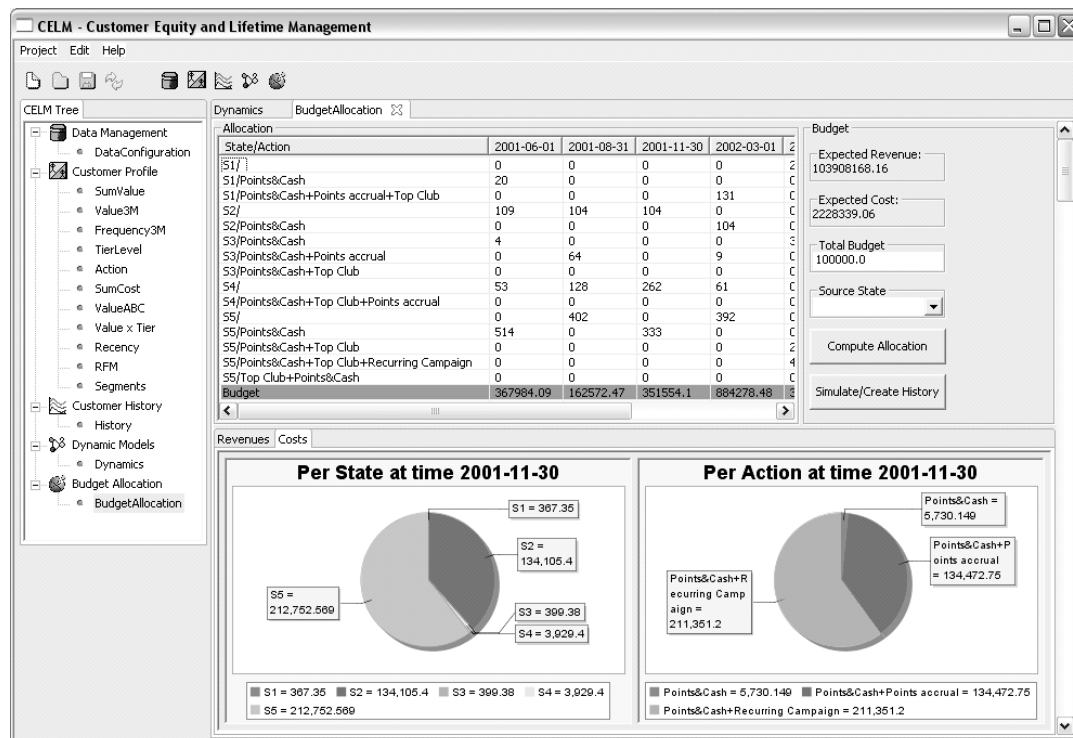 CELM - Customer Equity and Lifetime Management
Project Edit Help
CELM Tree
Data Management
DataConfiguration
Customer Profile
SumValue
Value3M
Frequency3M
TierLevel
Action
SumCost
ValueABC
Value x Tier
Recency
RFM
Segments
Customer History
History
Dynamic Models
Dynamics
Budget Allocation
BudgetAllocation
Dynamics BudgetAllocation
Allocation
State/Action 2001-06-01 2001-08-31 2001-11-30 2002-03-01 2
S1/ 0 0 0 0 2
S1/Points&Cash 20 0 0 0
S1/Points&Cash+Points accrual+Top Club 0 0 0 131
S2/ 109 104 104 0
S2/Points&Cash 0 0 0 104
S3/Points&Cash 4 0 0 0 3
S3/Points&Cash+Points accrual 0 64 0 9
S3/Points&Cash+Top Club 0 0 0 0
S4/ 53 128 262 61
S4/Points&Cash+Top Club+Points accrual 0 0 0 0
S5/ 0 402 0 392
S5/Points&Cash 514 0 333 0
S5/Points&Cash+Top Club 0 0 0 0 2
S5/Points&Cash+Top Club+Recurring Campaign 0 0 0 0 4
S5/Top Club+Points&Cash 0 0 0 0
Budget 367984.09 162572.47 351554.1 884278.48 3
Budget
Expected Revenue:
103908168.16
Expected Cost:
2228339.06
Total Budget
100000.0
Source State
Compute Allocation
Simulate/Create History
Revenues Costs
Per State at time 2001-11-30
S1 = 367.35
S2 =
134,105.4
S5 =
212,752.569
S3 = 399.38
S4 = 3,929.4
S1 = 367.35 S2 = 134,105.4 S3 = 399.38 S4 = 3,929.4
S5 = 212,752.569
Per Action at time 2001-11-30
Points&Cash =
5,730.149
Points&Cash+P
oints accrual
= 134,472.75
Points&Cash+R
ecurring Camp
aign =
211,351.2
Points&Cash = 5,730.149 Points&Cash+Points accrual = 134,472.75
Points&Cash+Recurring Campaign = 211,351.2